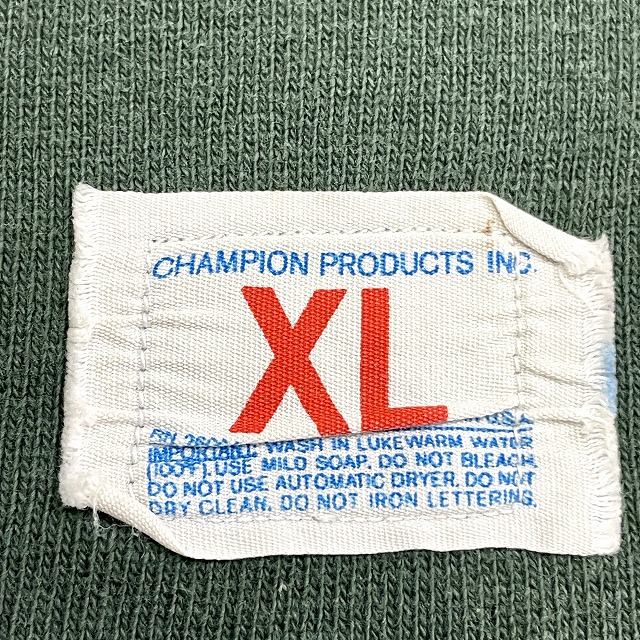 CHAMPION PRODUCTS INC.
XL
U.S.A.
IMPORTANT: WASH IN LUKEWARM WATER
(100°F). USE MILD SOAP. DO NOT BLEACH.
DO NOT USE AUTOMATIC DRYER. DO NOT
DRY CLEAN. DO NOT IRON LETTERING.